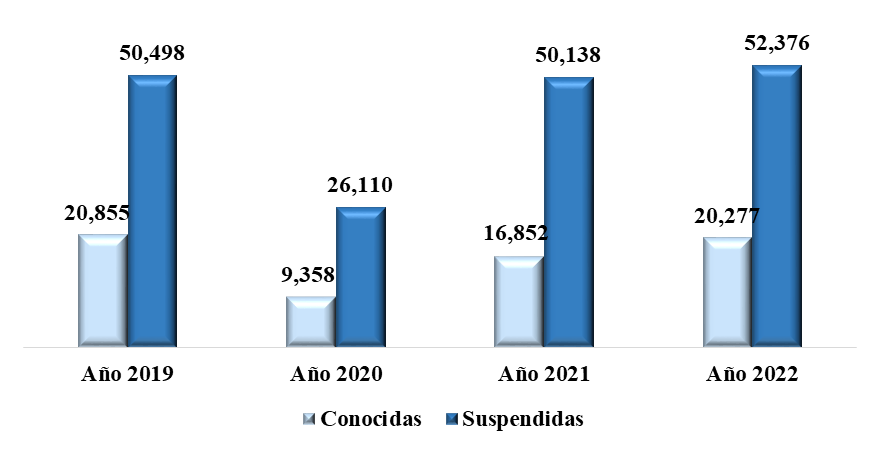 52,376
50,498
50,138
26,110
20,855
20,277
16,852
9,358
Año 2019
Año 2020
Año 2021
Año 2022
Conocidas
Suspendidas